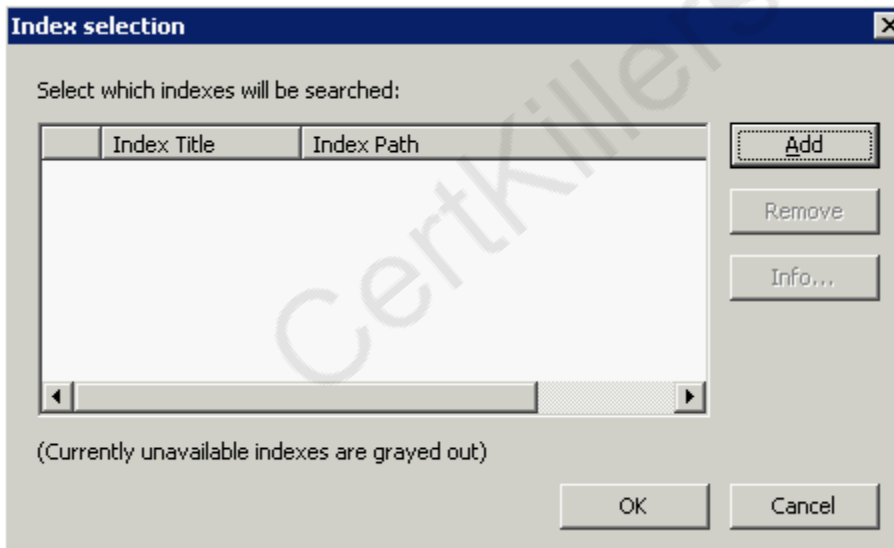 Index selection
Select which indexes will be searched:
Index Title Index Path
Add
Remove
Info...
(Currently unavailable indexes are grayed out)
OK Cancel
CertKillers